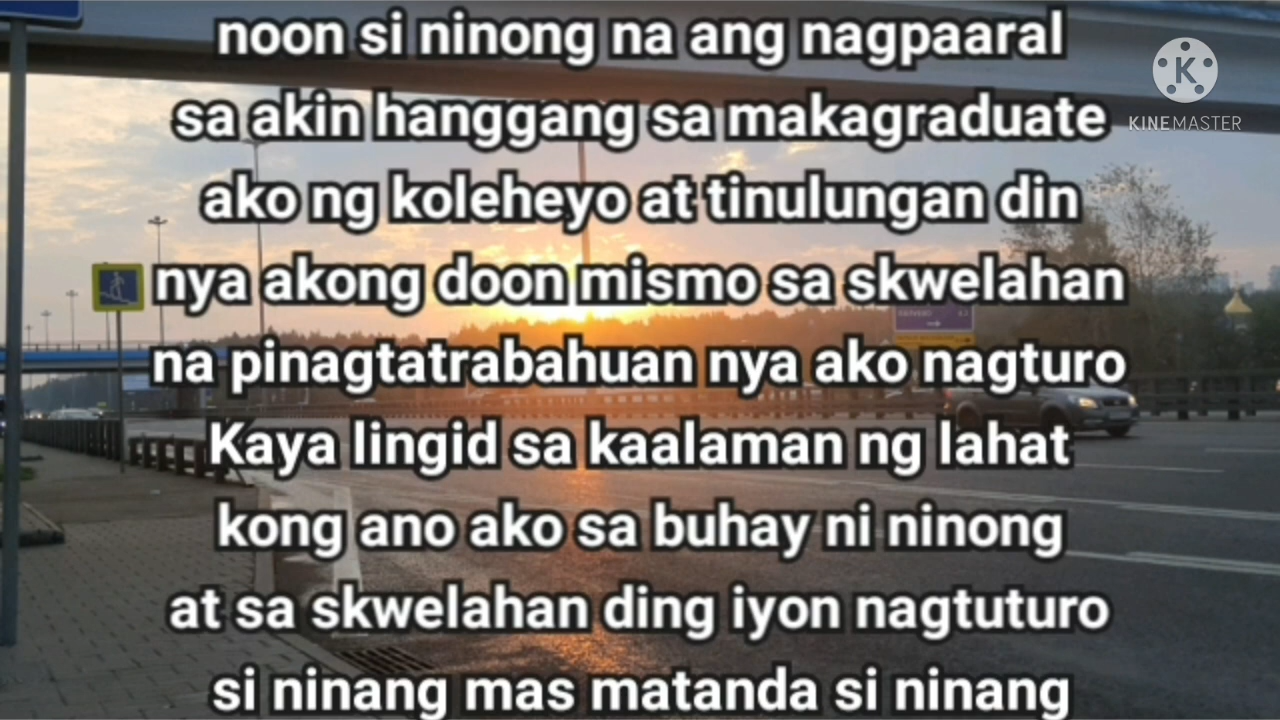 noon si ninong na ang nagpaaral
sa akin hanggang sa makagraduate
ako ng koleheyo at tinulungan din
nya akong doon mismo sa skwelahan
na pinagtatrabahuan nya ako nagturo
Kaya lingid sa kaalaman ng lahat
kong ano ako sa buhay ni ninong
at sa skwelahan ding iyon nagtuturo
si ninang mas matanda si ninang
K
KINEMASTER